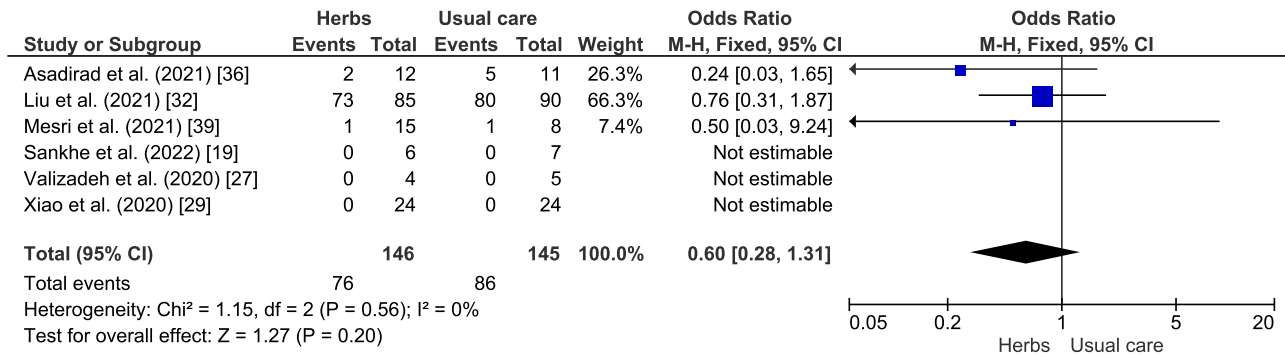 Herbs Usual care Odds Ratio Odds Ratio
Study or Subgroup Events Total Events Total Weight M-H, Fixed, 95% CI M-H, Fixed, 95% CI
Asadirad et al. (2021) [36] 2 12 5 11 26.3% 0.24 [0.03, 1.65]
Liu et al. (2021) [32] 73 85 80 90 66.3% 0.76 [0.31, 1.87]
Mesri et al. (2021) [39] 1 15 1 8 7.4% 0.50 [0.03, 9.24]
Sankhe et al. (2022) [19] 0 6 0 7 Not estimable
Valizadeh et al. (2020) [27] 0 4 0 5 Not estimable
Xiao et al. (2020) [29] 0 24 0 24 Not estimable
Total (95% CI) 146 145 100.0% 0.60 [0.28, 1.31]
Total events 76 86
Heterogeneity: Chi² = 1.15, df = 2 (P = 0.56); I² = 0%
Test for overall effect: Z = 1.27 (P = 0.20)
0.05 0.2 1 5 20
Herbs Usual care